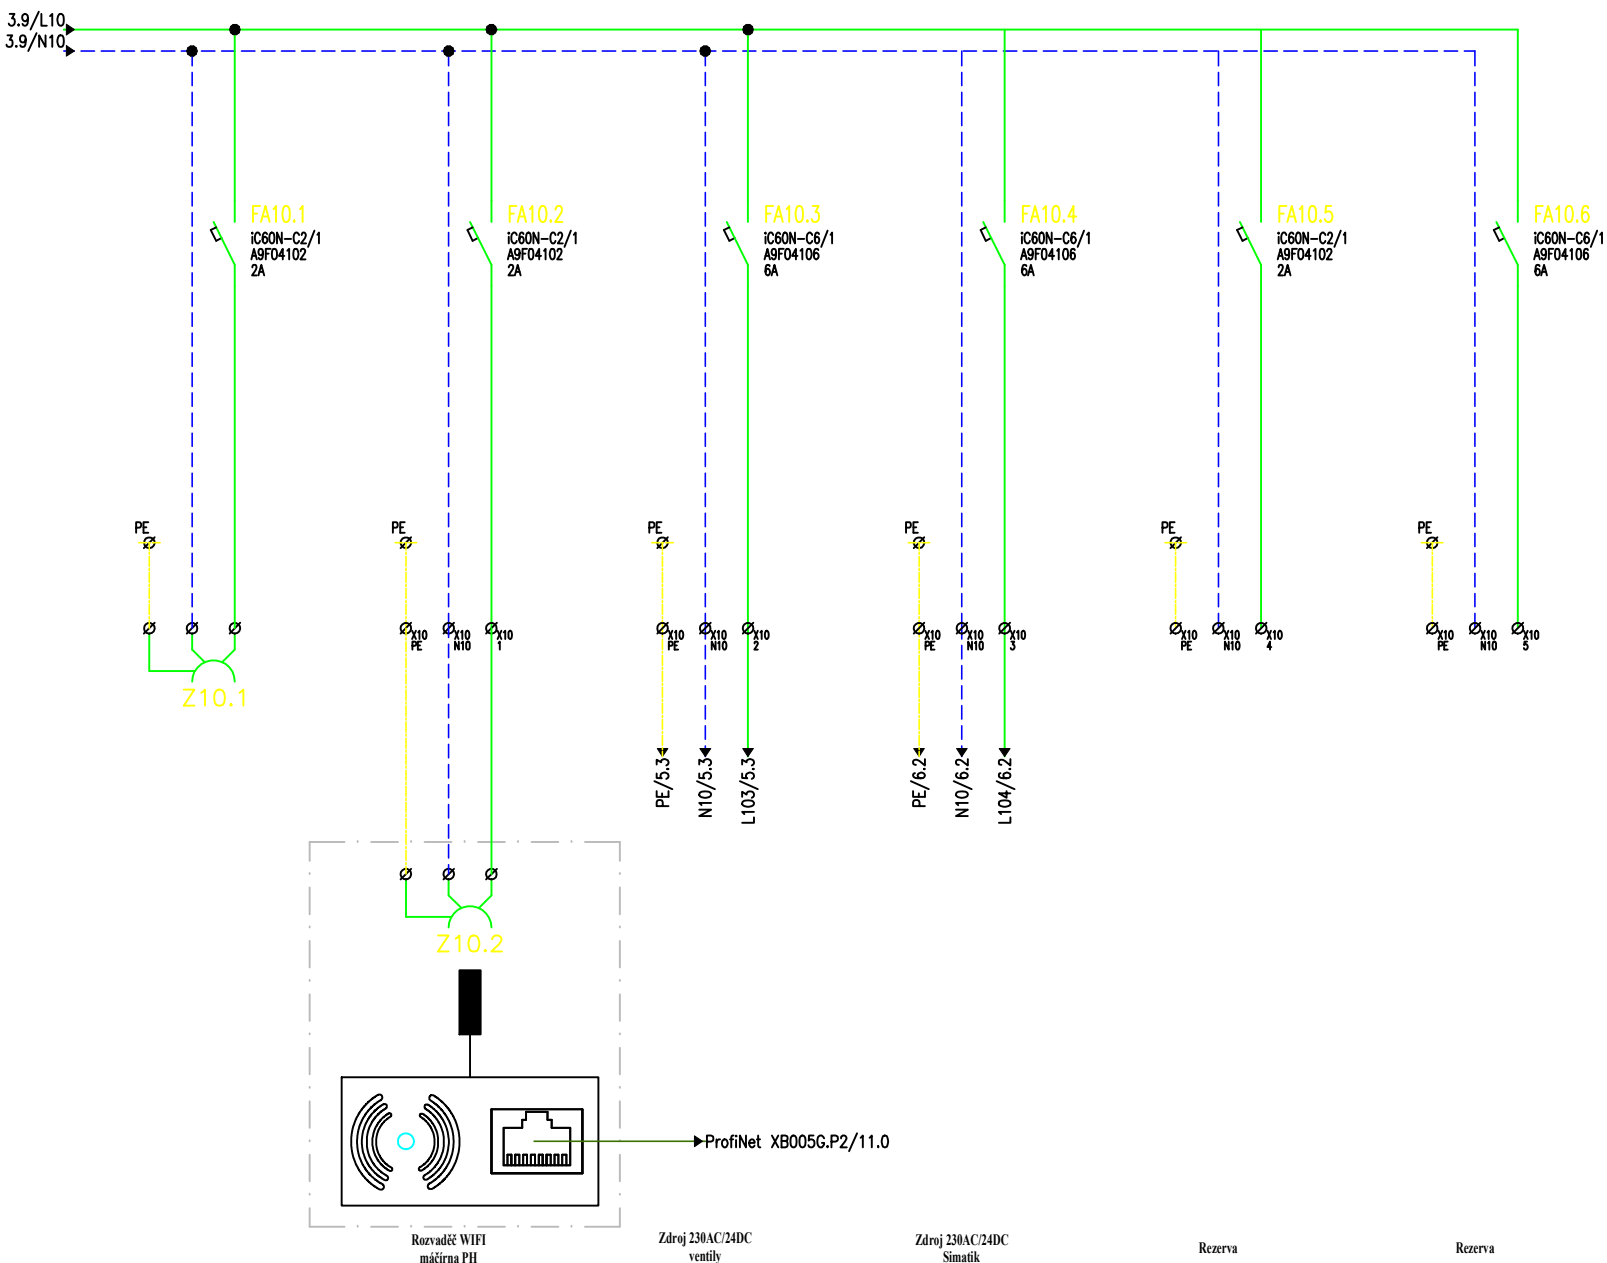 3.9/L10
3.9/N10
FA10.1
iC60N-C2/1
A9F04102
2A
FA10.2
iC60N-C2/1
A9F04102
2A
FA10.3
iC60N-C6/1
A9F04106
6A
FA10.4
iC60N-C6/1
A9F04106
6A
FA10.5
iC60N-C2/1
A9F04102
2A
FA10.6
iC60N-C6/1
A9F04106
6A
PE
PE
PE
PE
PE
PE
X10
PE
X10
N10
X10
1
X10
PE
X10
N10
X10
2
X10
PE
X10
N10
X10
3
X10
PE
X10
N10
X10
4
X10
PE
X10
N10
X10
5
Z10.1
PE/5.3
N10/5.3
L103/5.3
PE/6.2
N10/6.2
L104/6.2
Z10.2
ProfiNet XB005G.P2/11.0
Rozvaděč WIFI
máčírna PH
Zdroj 230AC/24DC
ventily
Zdroj 230AC/24DC
Simatik
Rezerva
Rezerva